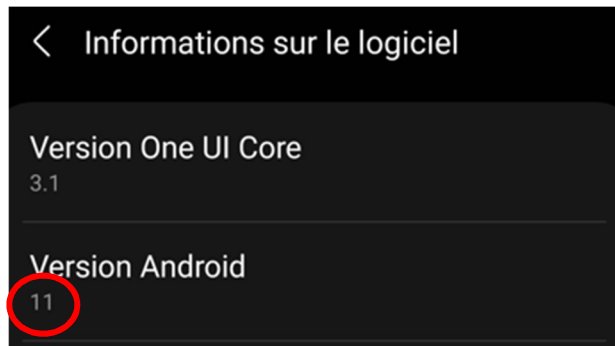 Informations sur le logiciel
Version One UI Core
3.1
Version Android
11